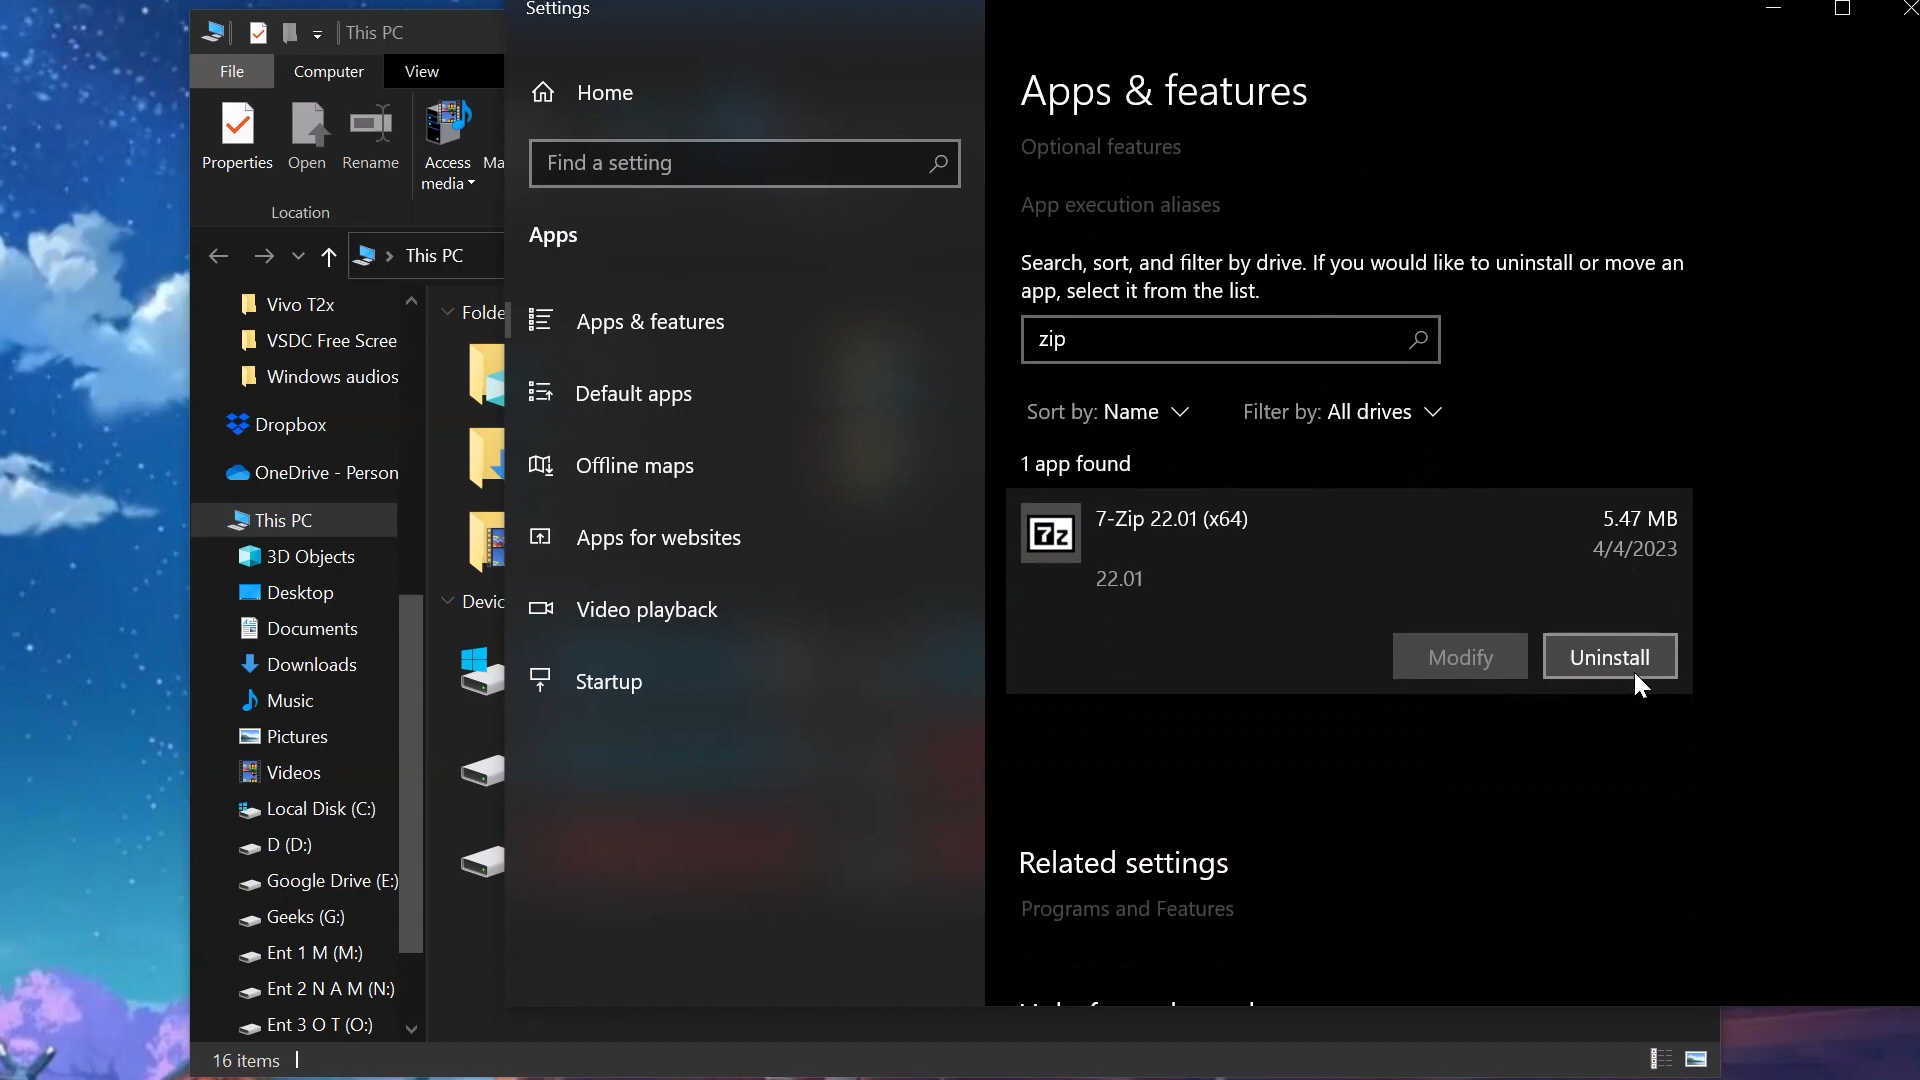 This PC
File
Computer
View
Properties
Open
Rename
Access
media
Ma
Location
This PC
Vivo T2x
VSDC Free Scree
Windows audios
Dropbox
OneDrive - Person
This PC
3D Objects
Desktop
Documents
Downloads
Music
Pictures
Videos
Local Disk (C:)
D (D:)
Google Drive (E:)
Geeks (G:)
Ent 1 M (M:)
Ent 2 N A M (N:)
Ent 3 O T (O:)
Folde
Devic
16 items
Settings
Home
Find a setting
Apps
Apps & features
Default apps
Offline maps
Apps for websites
Video playback
Startup
Apps & features
Optional features
App execution aliases
Search, sort, and filter by drive. If you would like to uninstall or move an
app, select it from the list.
zip
Sort by: Name
Filter by: All drives
1 app found
7z
7-Zip 22.01 (x64)
5.47 MB
4/4/2023
22.01
Modify
Uninstall
Related settings
Programs and Features